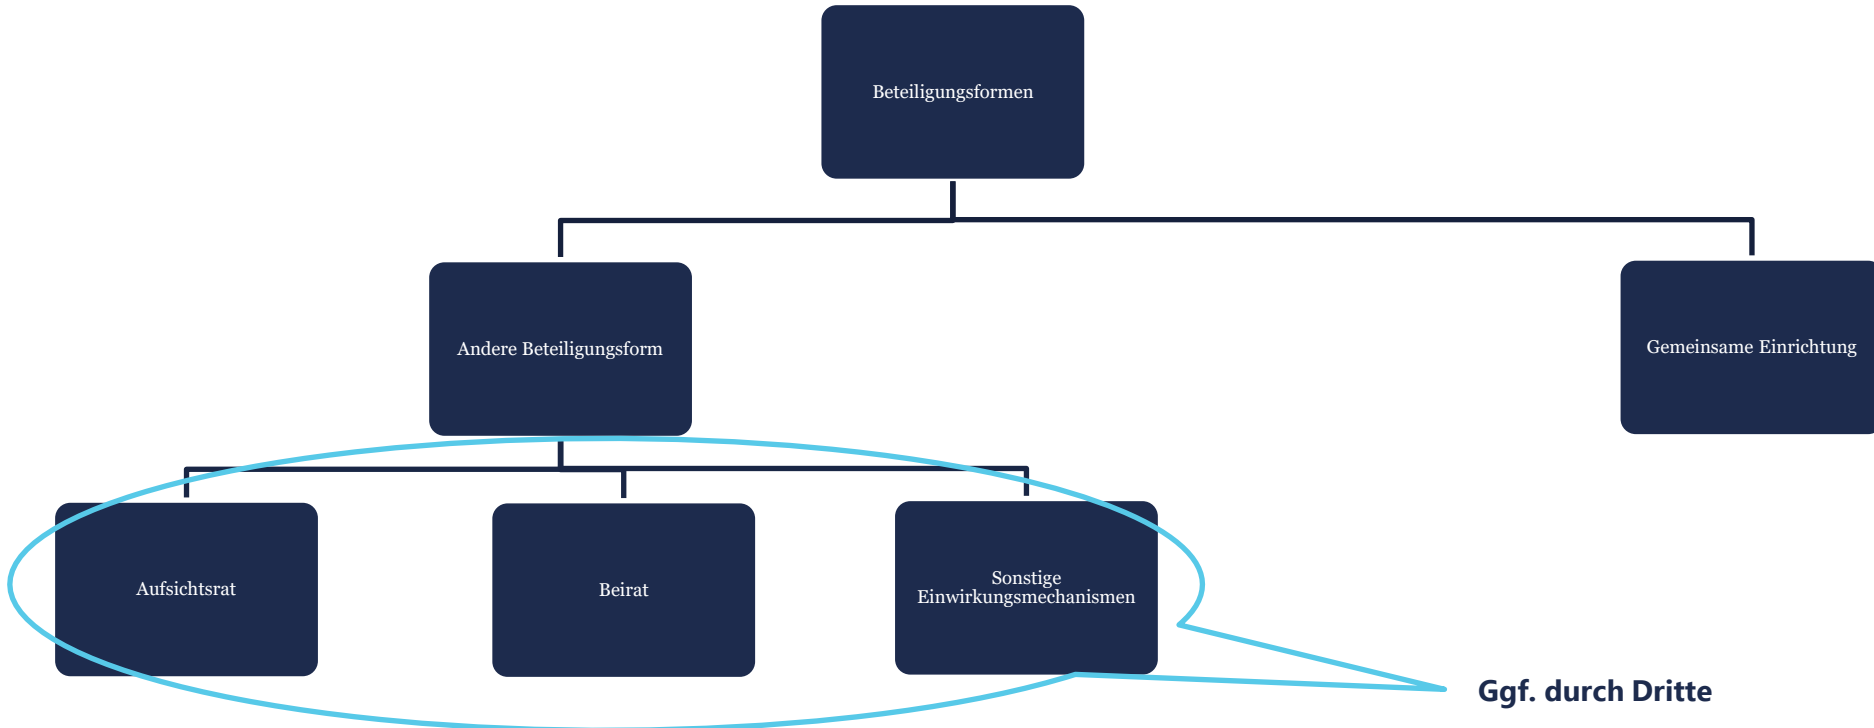 Beteiligungsformen
Andere Beteiligungsform
Gemeinsame Einrichtung
Aufsichtsrat
Beirat
Sonstige
Einwirkungsmechanismen
Ggf. durch Dritte